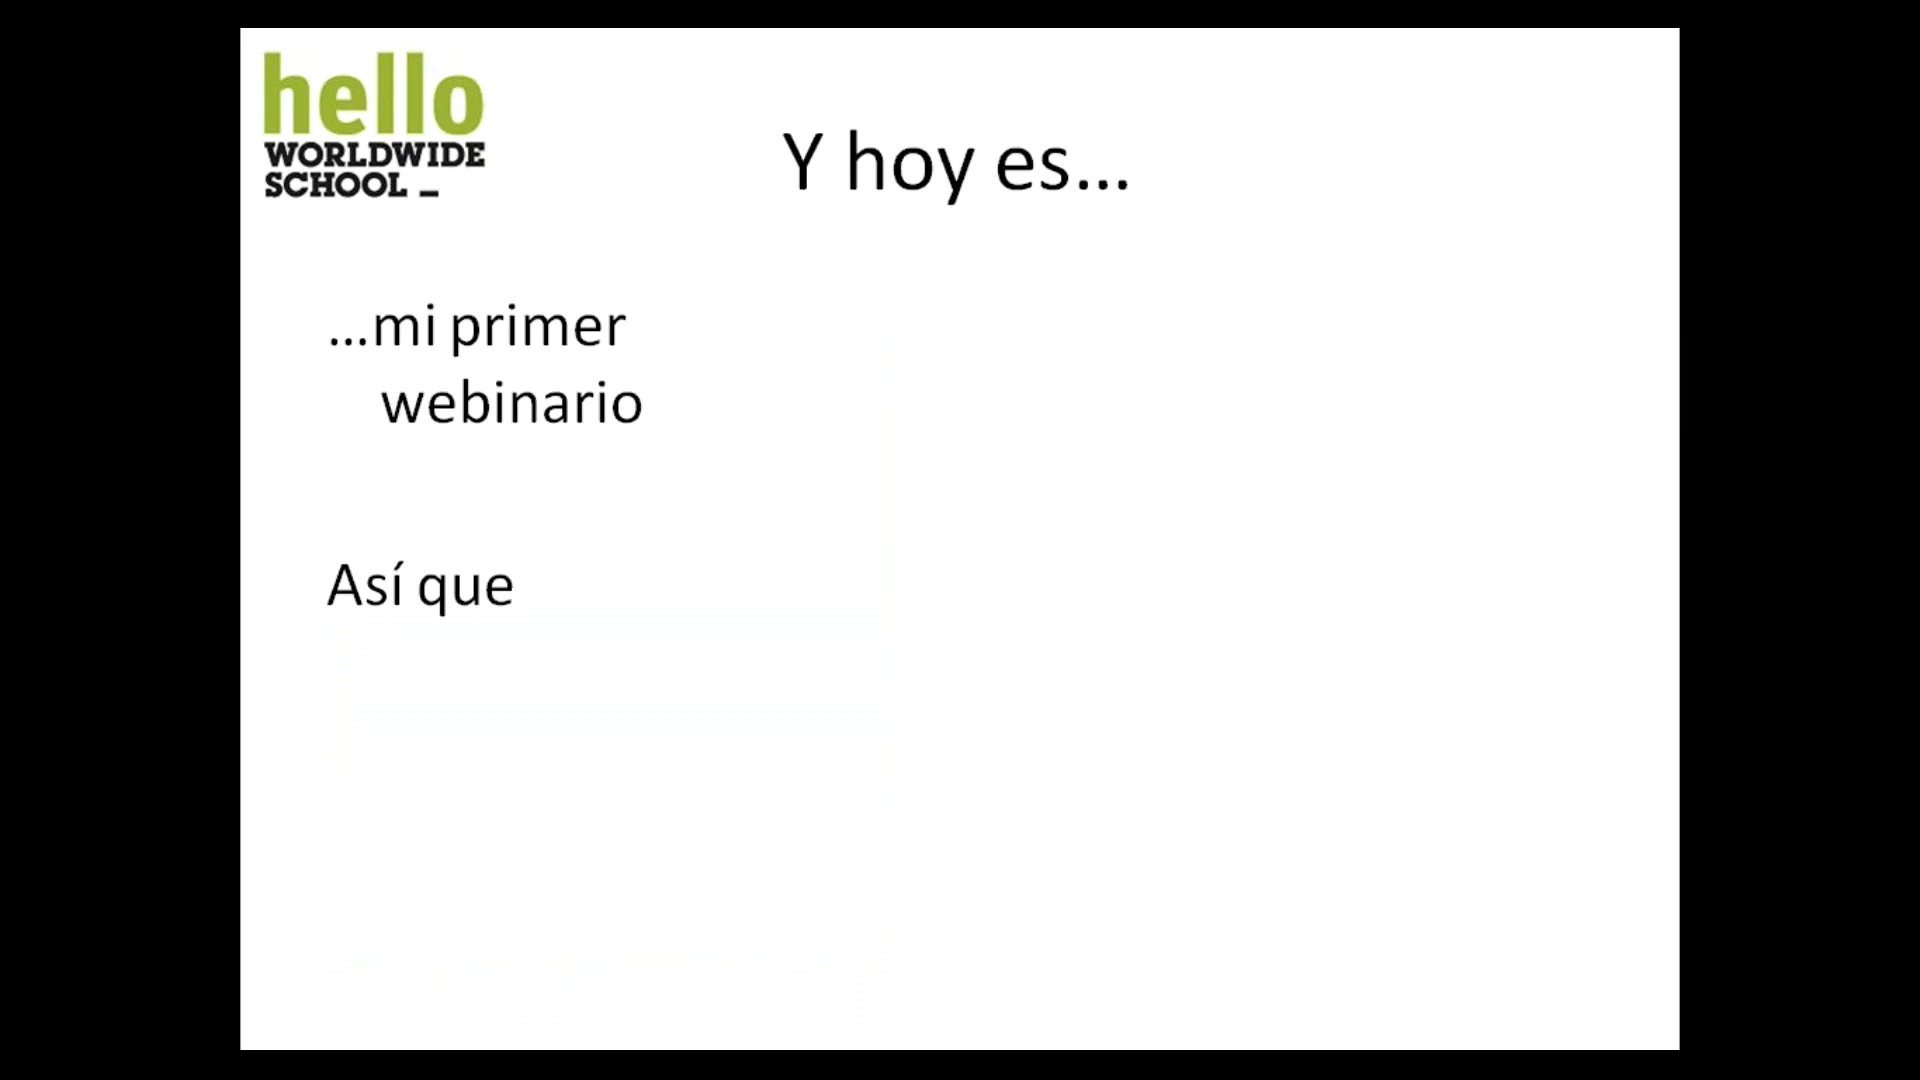 hello
WORLDWIDE
SCHOOL _
Y hoy es...
...mi primer
webinario
Así que